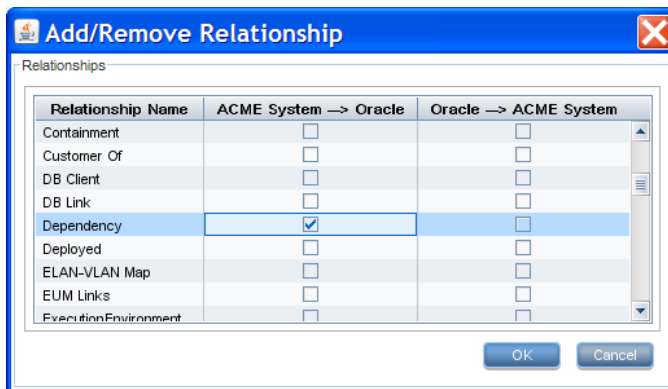 Add/Remove Relationship
Relationships
Relationship Name ACME System —> Oracle Oracle —> ACME System
Containment
Customer Of
DB Client
DB Link
Dependency
Deployed
ELAN-VLAN Map
EUM Links
ExecutionEnvironment
OK Cancel